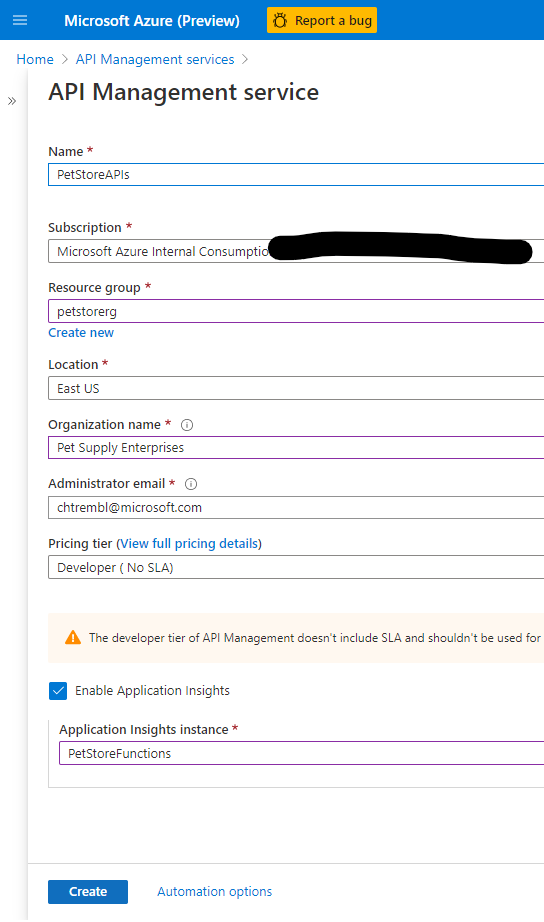 Microsoft Azure (Preview)
Report a bug
Home > API Management services >
»
API Management service
Name *
PetStoreAPIs
Subscription *
Microsoft Azure Internal Consumptio
Resource group *
petstorerg
Create new
Location *
East US
Organization name *
Pet Supply Enterprises
Administrator email *
chtrembl@microsoft.com
Pricing tier (View full pricing details)
Developer ( No SLA)
The developer tier of API Management doesn't include SLA and shouldn't be used for
Enable Application Insights
Application Insights instance *
PetStoreFunctions
Create
Automation options